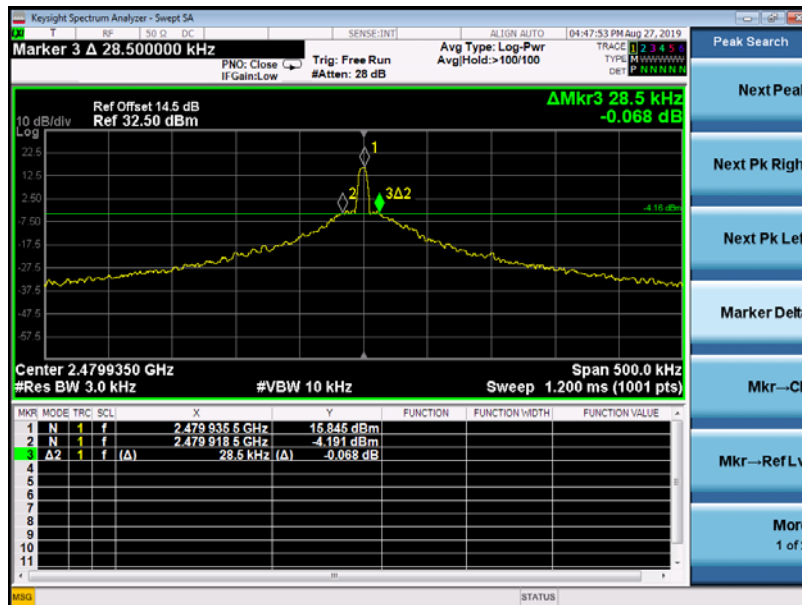 Keysight Spectrum Analyzer - Swept SA
T RF 50 Ω DC SENSE:INT ALIGN AUTO 04:47:53 PM Aug 27, 2019
Marker 3 Δ 28.500000 kHz
PNO: Close
IFGain:Low
Trig: Free Run
#Atten: 28 dB
Avg Type: Log-Pwr
Avg|Hold:>100/100
TRACE 1 2 3 4 5 6
TYPE MWWWWW
DET P N N N N N
Ref Offset 14.5 dB
Ref 32.50 dBm
ΔMkr3 28.5 kHz
-0.068 dB
10 dB/div
Log
22.5
12.5
2.50
-7.50
-17.5
-27.5
-37.5
-47.5
-57.5
1
2
3Δ2
-4.16 dBm
Center 2.4799350 GHz
Span 500.0 kHz
#Res BW 3.0 kHz
#VBW 10 kHz
Sweep 1.200 ms (1001 pts)
MKR MODE TRC SCL X Y FUNCTION FUNCTION WIDTH FUNCTION VALUE
1 N 1 f 2.479 935 5 GHz 15.845 dBm
2 N 1 f 2.479 918 5 GHz -4.191 dBm
3 Δ2 1 f (Δ) 28.5 kHz (Δ) -0.068 dB
4
5
6
7
8
9
10
11
MSG
STATUS
Peak Search
Next Peak
Next Pk Righ
Next Pk Lef
Marker Delt
Mkr→C
Mkr→Ref Lv
Mor
1 of